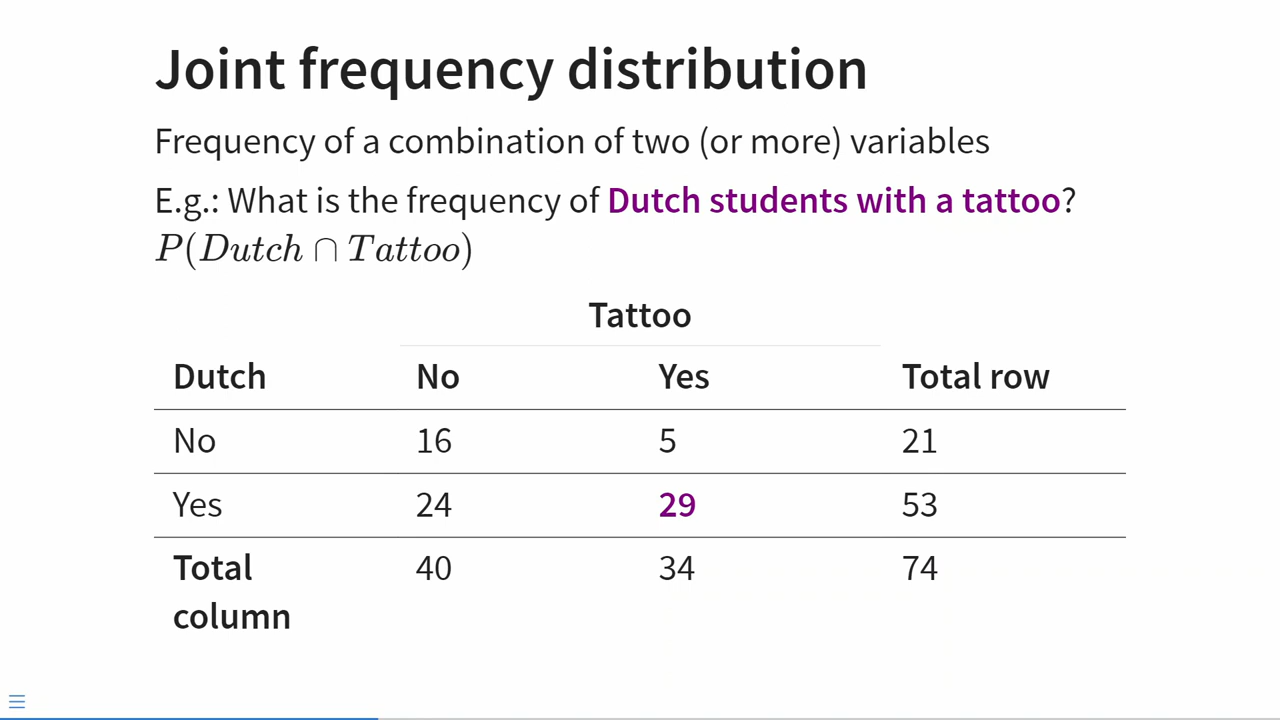 Joint frequency distribution
Frequency of a combination of two (or more) variables
E.g.: What is the frequency of Dutch students with a tattoo?
P(Dutch ∩ Tattoo)
Tattoo
Dutch No Yes Total row
No 16 5 21
Yes 24 29 53
Total 40 34 74
column